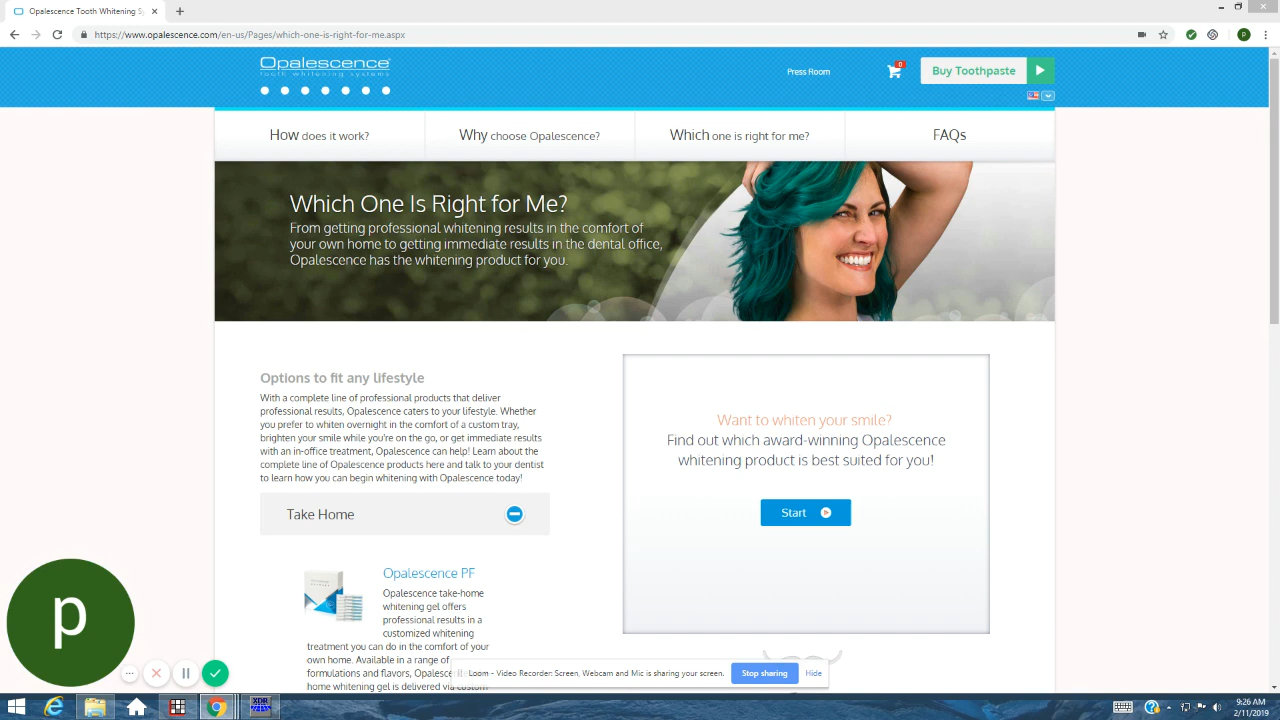 Opalescence Tooth Whitening S
https://www.opalescence.com/en-us/Pages/which-one-is-right-for-me.aspx
p
Opalescence
tooth whitening systems
Press Room
0
Buy Toothpaste
How does it work?
Why choose Opalescence?
Which one is right for me?
FAQs
Which One Is Right for Me?
From getting professional whitening results in the comfort of
your own home to getting immediate results in the dental office,
Opalescence has the whitening product for you.
Options to fit any lifestyle
With a complete line of professional products that deliver
professional results, Opalescence caters to your lifestyle. Whether
you prefer to whiten overnight in the comfort of a custom tray,
brighten your smile while you're on the go, or get immediate results
with an in-office treatment, Opalescence can help! Learn about the
complete line of Opalescence products here and talk to your dentist
to learn how you can begin whitening with Opalescence today!
Want to whiten your smile?
Find out which award-winning Opalescence
whitening product is best suited for you!
Start
Take Home
Opalescence PF
Opalescence take-home
whitening gel offers
professional results in a
customized whitening
treatment you can do in the comfort of your
own home. Available in a range of
formulations and flavors,
home whitening gel is delivered via custom
p
Loom – Video Recorder: Screen, Webcam and Mic is sharing your screen.
Stop sharing
Hide
XDR
9:26 AM
2/11/2019